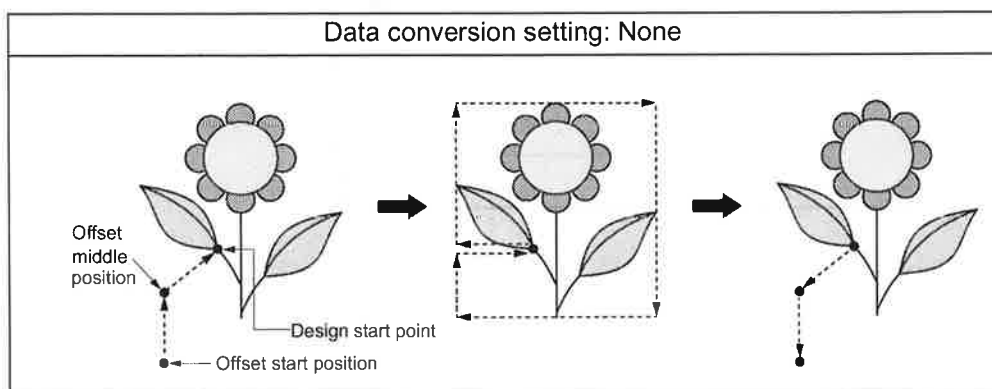 Data conversion setting: None
Offset
middle
position
Design start point
Offset start position